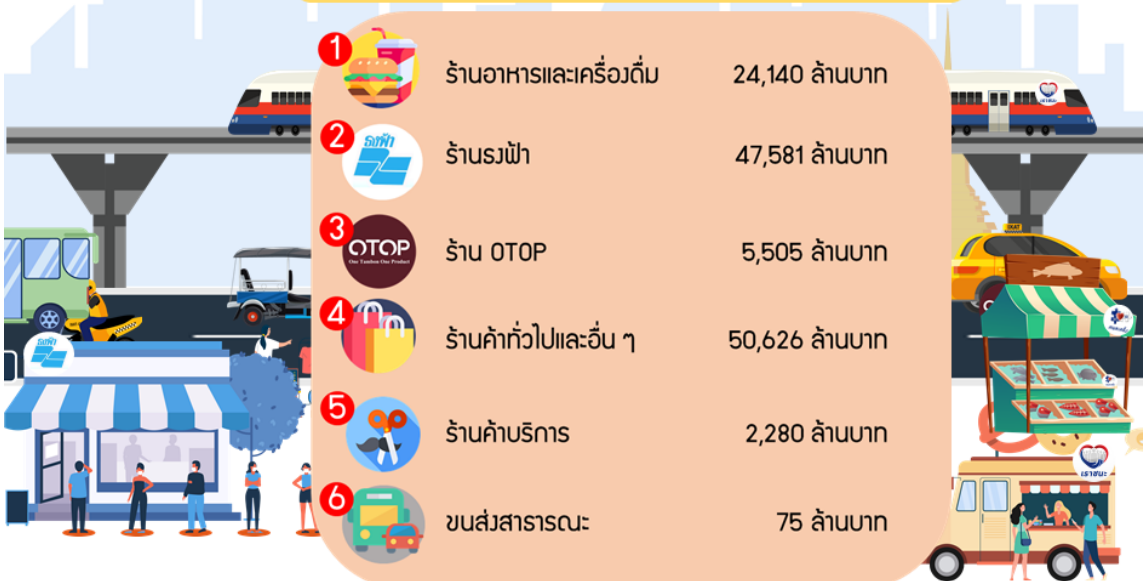 1
ร้านอาหารและเครื่องดื่ม 24,140 ล้านบาท
2
ธงฟ้า
ร้านธงฟ้า 47,581 ล้านบาท
3
OTOP
One Tambon One Product
ร้าน OTOP 5,505 ล้านบาท
4
ร้านค้าทั่วไปและอื่น ๆ 50,626 ล้านบาท
5
ร้านค้าบริการ 2,280 ล้านบาท
6
ขนส่งสาธารณะ 75 ล้านบาท
เราชนะ
TAXI
ธงฟ้า
เราชนะ